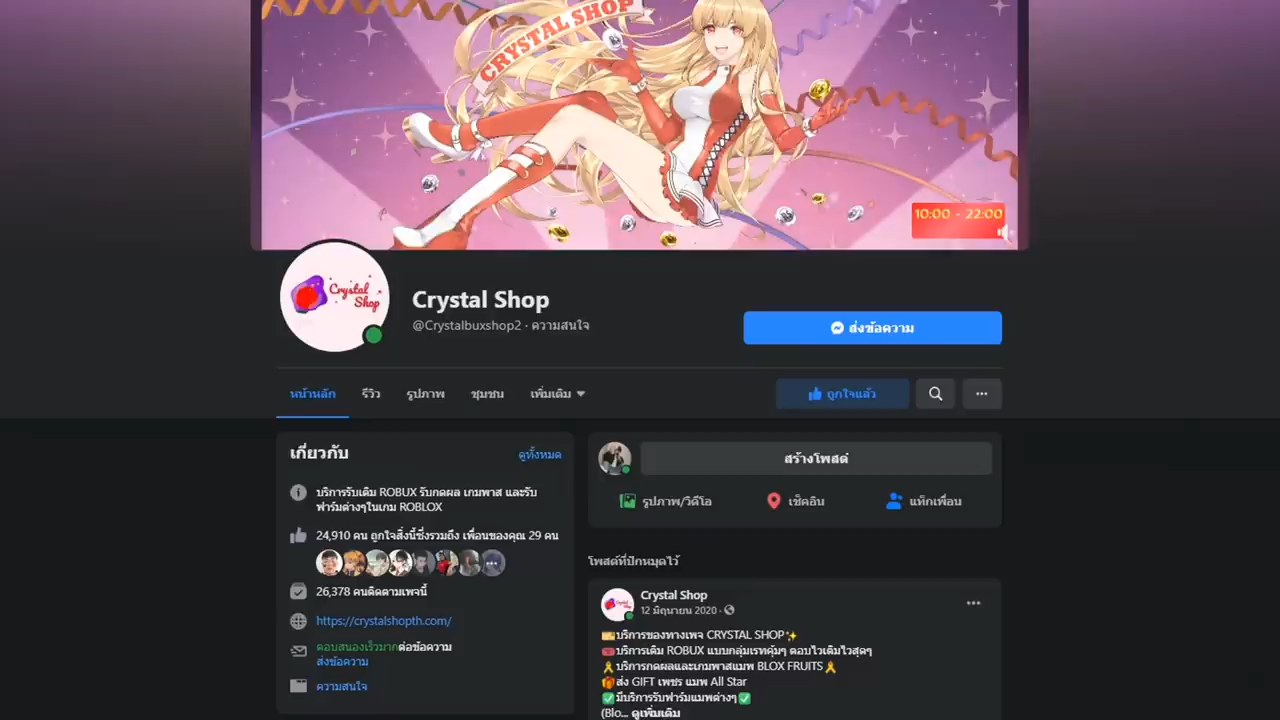 CRYSTAL SHOP
10:00 - 22:00
Crystal
Shop
Crystal Shop
@Crystalbuxshop2 · ความสนใจ
ส่งข้อความ
หน้าหลัก
รีวิว
รูปภาพ
ชุมชน
เพิ่มเติม
ถูกใจแล้ว
เกี่ยวกับ
ดูทั้งหมด
บริการรับเติม ROBUX รับกดผล เกมพาส และรับ
ฟาร์มต่างๆในเกม ROBLOX
24,910 คน ถูกใจสิ่งนี้ซึ่งรวมถึง เพื่อนของคุณ 29 คน
26,378 คนติดตามเพจนี้
https://crystalshopth.com/
ตอบสนองเร็วมากต่อข้อความ
ส่งข้อความ
ความสนใจ
สร้างโพสต์
รูปภาพ/วิดีโอ
เช็คอิน
แท็กเพื่อน
โพสต์ที่ปักหมุดไว้
Crystal Shop
12 มิถุนายน 2020 ·
🎫บริการของทางเพจ CRYSTAL SHOP✨
🎟️บริการเติม ROBUX แบบกลุ่มเรทคุ้มๆ ตอบไวเติมไวสุดๆ
🎗️บริการกดผลและเกมพาสแมพ BLOX FRUITS🎗️
🎁ส่ง GIFT เพชร แมพ All Star
✅มีบริการรับฟาร์มแมพต่างๆ✅
(Blo... ดูเพิ่มเติม